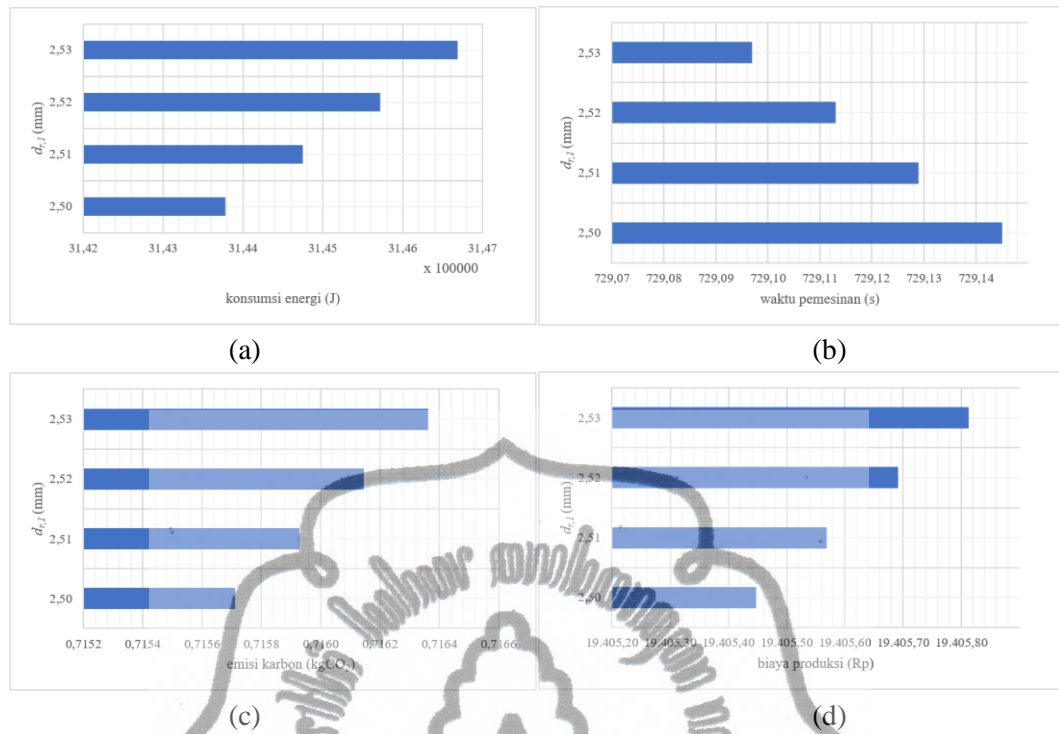 2,53
2,52
2,51
2,50
d_{r,1} (mm)
31,42 31,43 31,44 31,45 31,46 31,47
x 100000
konsumsi energi (J)
(a)
2,53
2,52
2,51
2,50
d_{r,1} (mm)
729,07 729,08 729,09 729,10 729,11 729,12 729,13 729,14
waktu pemesinan (s)
(b)
2,53
2,52
2,51
2,50
d_{r,1} (mm)
0,7152 0,7154 0,7156 0,7158 0,7160 0,7162 0,7164 0,7166
emisi karbon (kgCO₂)
(c)
2,53
2,52
2,51
2,50
d_{r,1} (mm)
19.405,20 19.405,30 19.405,40 19.405,50 19.405,60 19.405,70 19.405,80
biaya produksi (Rp)
(d)